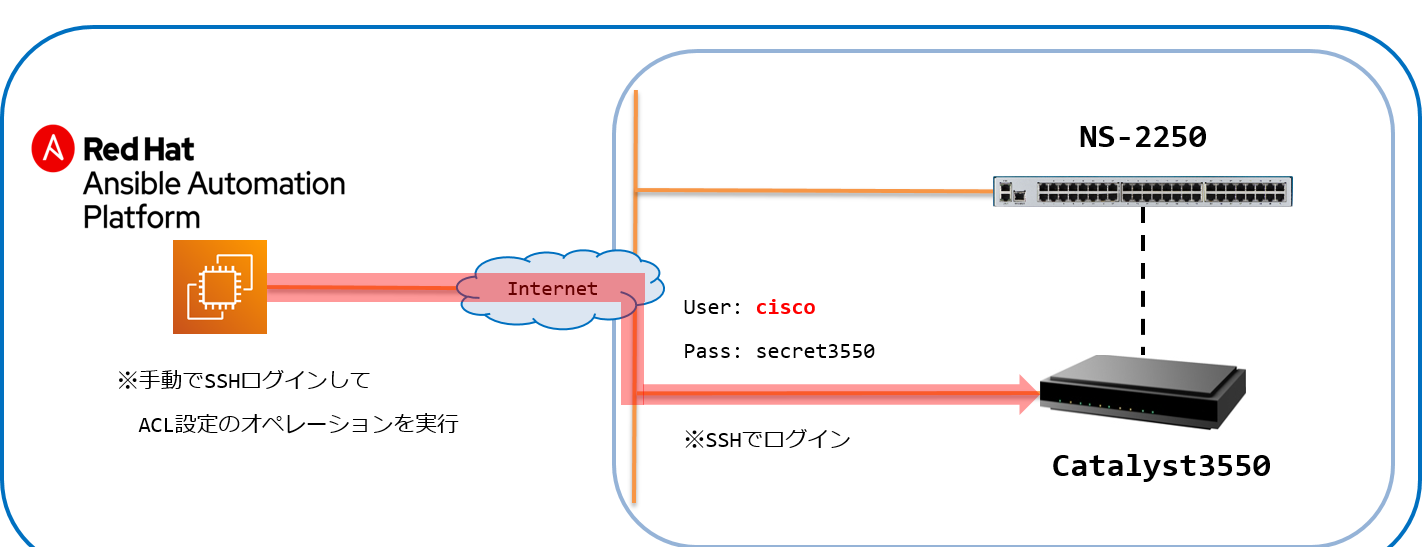 Red Hat
Ansible Automation
Platform
NS-2250
Internet
User: cisco
Pass: secret3550
※手動でSSHログインして
ACL設定のオペレーションを実行
※SSHでログイン
Catalyst3550